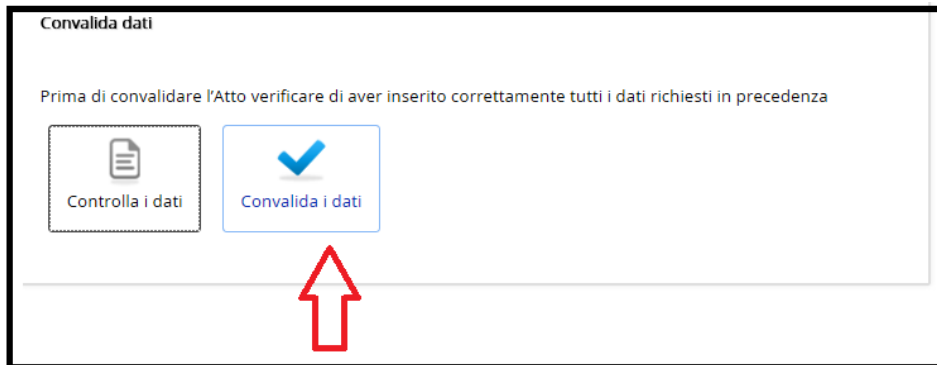 Convalida dati
Prima di convalidare l'Atto verificare di aver inserito correttamente tutti i dati richiesti in precedenza
Controlla i dati
Convalida i dati